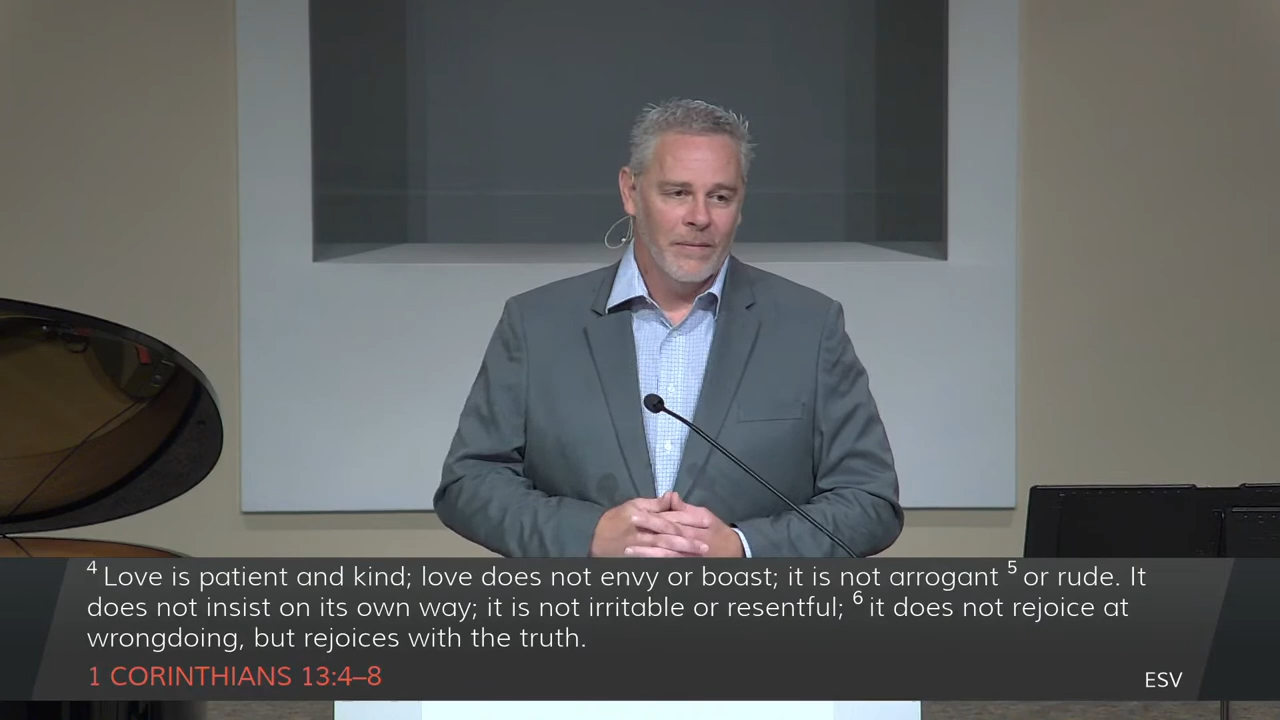 4 Love is patient and kind; love does not envy or boast; it is not arrogant 5 or rude. It
does not insist on its own way; it is not irritable or resentful; 6 it does not rejoice at
wrongdoing, but rejoices with the truth.
1 CORINTHIANS 13:4–8
ESV